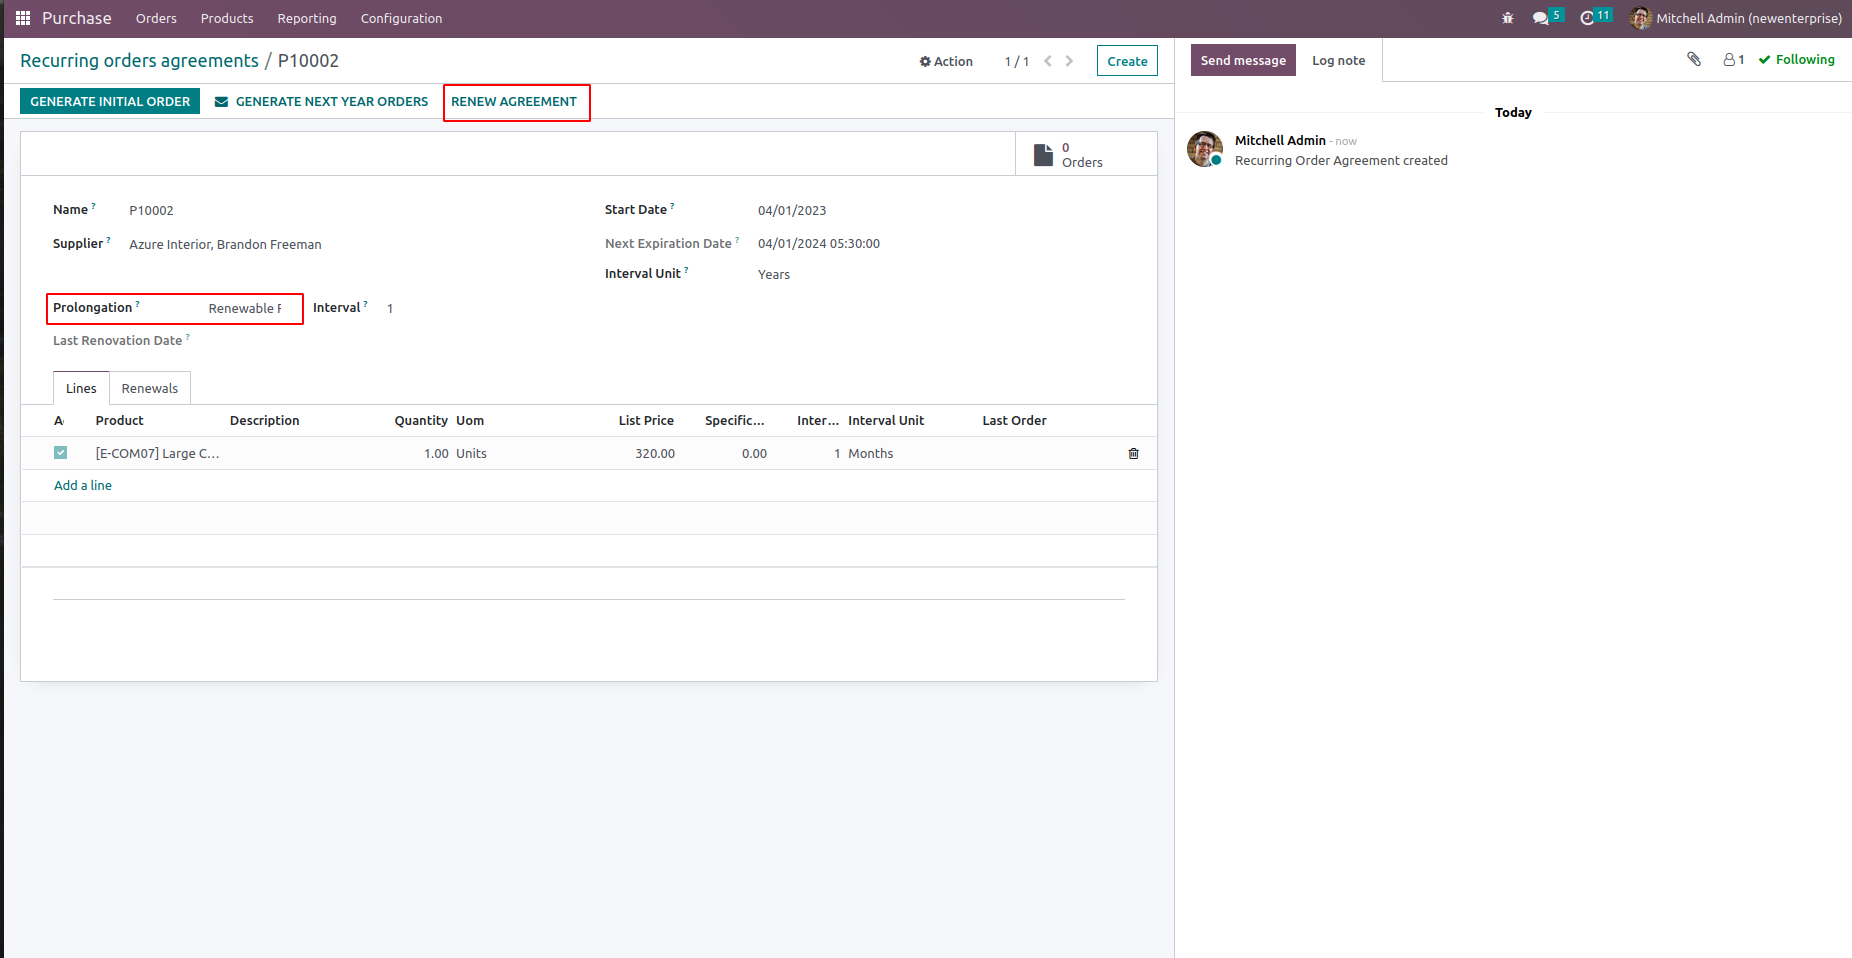 Purchase Orders Products Reporting Configuration 5 11 Mitchell Admin (newenterprise)
Recurring orders agreements / P10002 Action 1 / 1 Create Send message Log note 1 Following
GENERATE INITIAL ORDER GENERATE NEXT YEAR ORDERS RENEW AGREEMENT
Today
Mitchell Admin - now
Recurring Order Agreement created
0
Orders
Name ? P10002 Start Date ? 04/01/2023
Supplier ? Azure Interior, Brandon Freeman Next Expiration Date ? 04/01/2024 05:30:00
Interval Unit ? Years
Prolongation ? Renewable Interval ? 1
Last Renovation Date ?
Lines Renewals
Product Description Quantity Uom List Price Specific... Inter... Interval Unit Last Order
[E-COM07] Large C... 1.00 Units 320.00 0.00 1 Months
Add a line